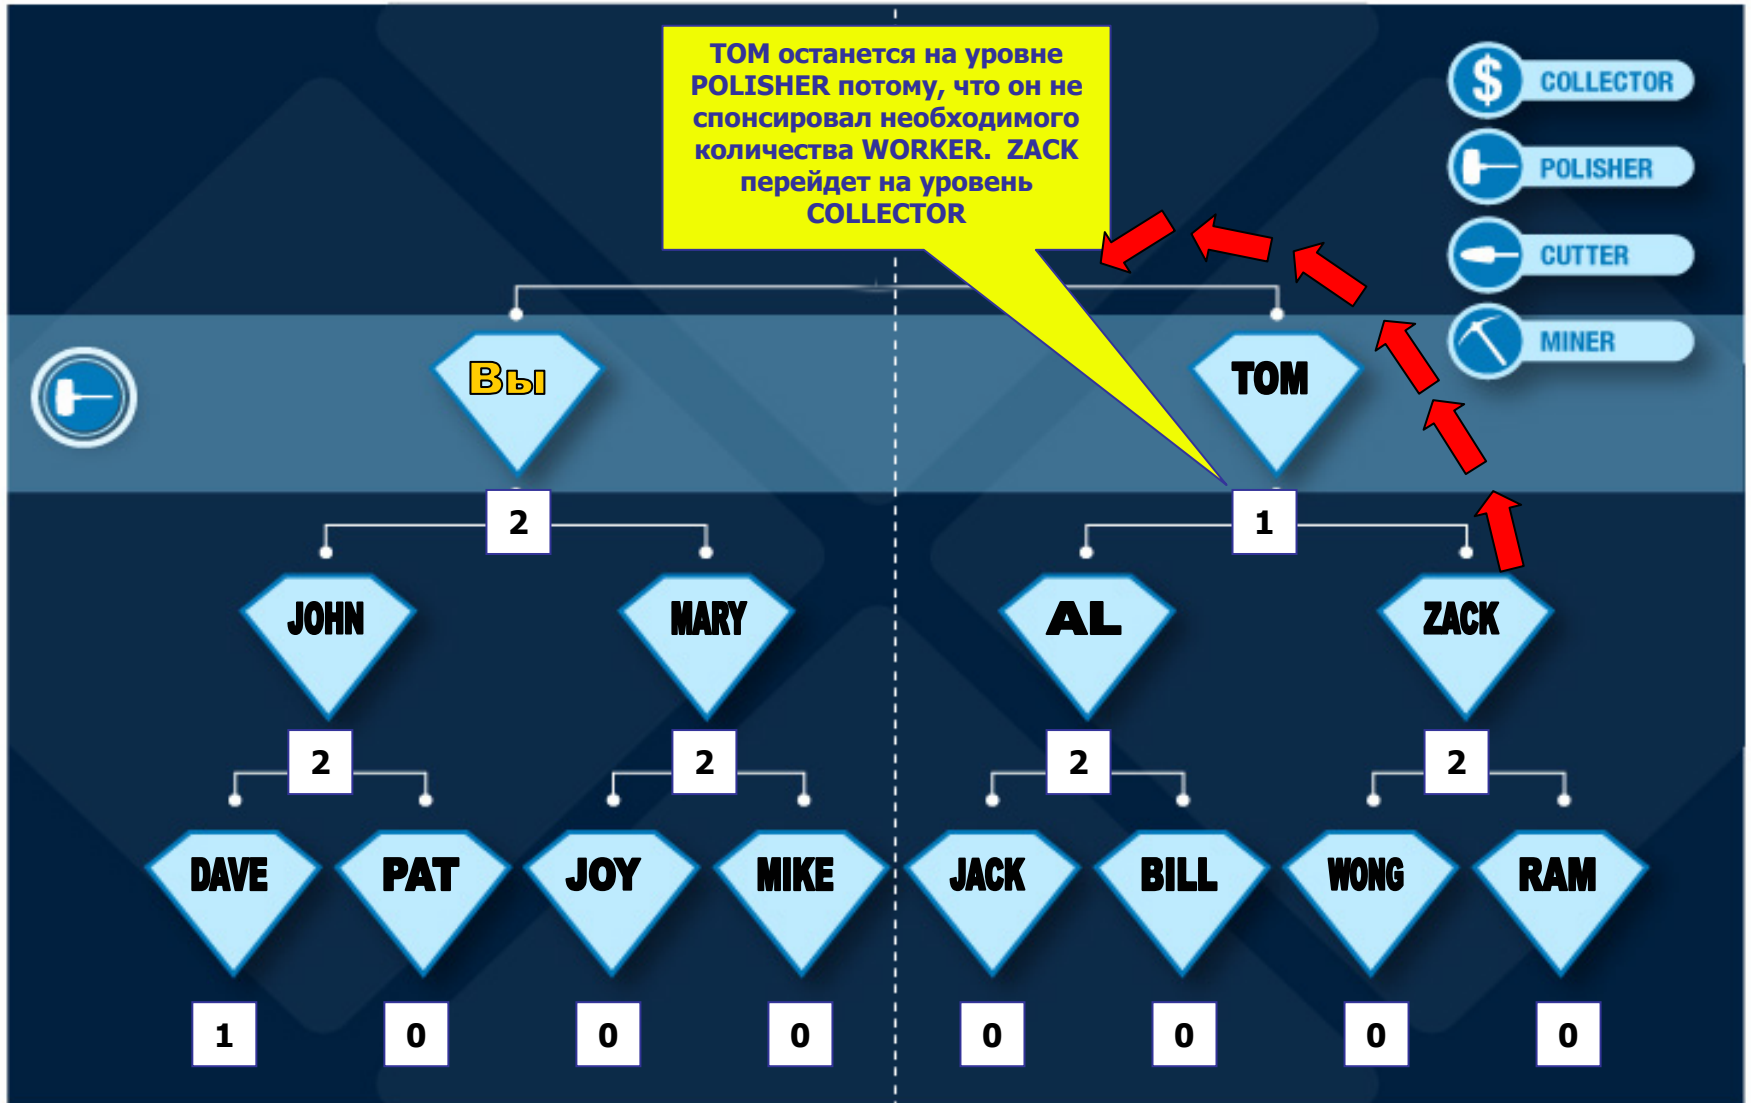 TOM останется на уровне
POLISHER потому, что он не
спонсировал необходимого
количества WORKER. ZACK
перейдет на уровень
COLLECTOR
COLLECTOR
POLISHER
CUTTER
MINER
Вы
TOM
2
1
JOHN
MARY
AL
ZACK
2
2
2
2
DAVE
PAT
JOY
MIKE
JACK
BILL
WONG
RAM
1
0
0
0
0
0
0
0